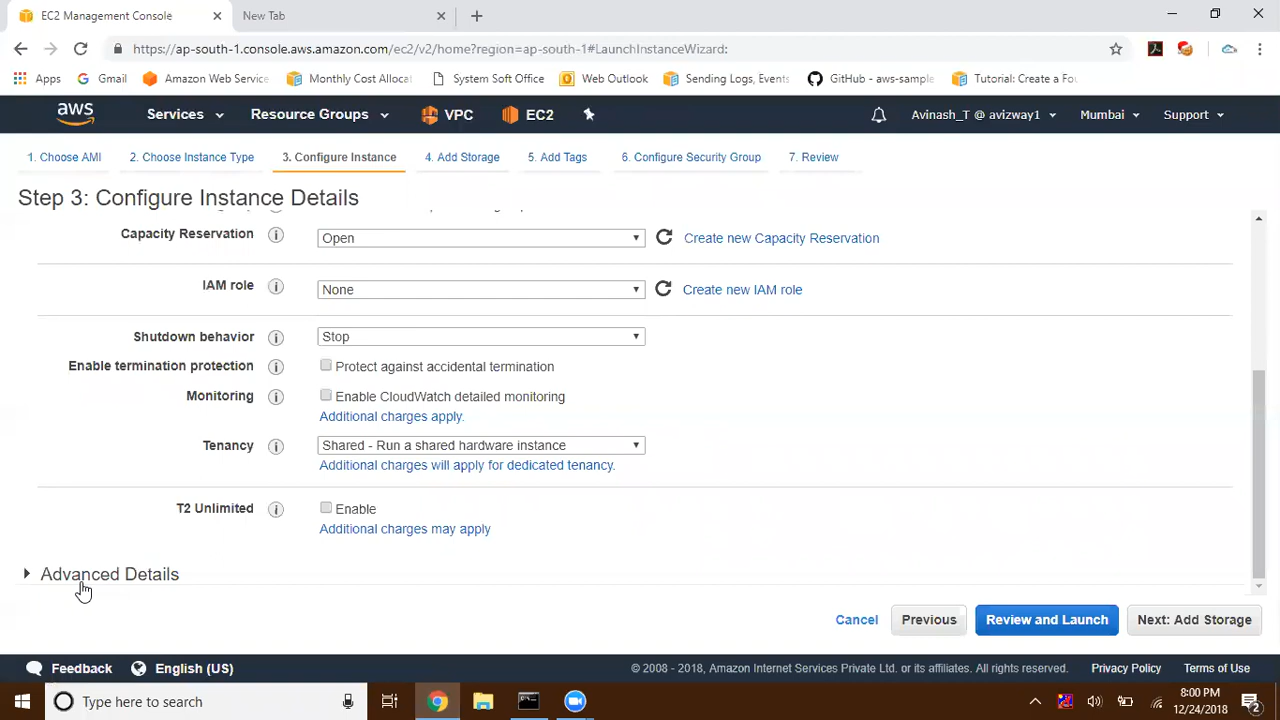 EC2 Management Console
New Tab
https://ap-south-1.console.aws.amazon.com/ec2/v2/home?region=ap-south-1#LaunchInstanceWizard:
Apps Gmail Amazon Web Service Monthly Cost Allocat System Soft Office Web Outlook Sending Logs, Events GitHub - aws-sample Tutorial: Create a Fou
aws Services Resource Groups VPC EC2 Avinash_T @ avizway1 Mumbai Support
1. Choose AMI 2. Choose Instance Type 3. Configure Instance 4. Add Storage 5. Add Tags 6. Configure Security Group 7. Review
Step 3: Configure Instance Details
Capacity Reservation Open Create new Capacity Reservation
IAM role None Create new IAM role
Shutdown behavior Stop
Enable termination protection Protect against accidental termination
Monitoring Enable CloudWatch detailed monitoring
Additional charges apply.
Tenancy Shared - Run a shared hardware instance
Additional charges will apply for dedicated tenancy.
T2 Unlimited Enable
Additional charges may apply
Advanced Details
Cancel Previous Review and Launch Next: Add Storage
Feedback English (US) © 2008 - 2018, Amazon Internet Services Private Ltd. or its affiliates. All rights reserved. Privacy Policy Terms of Use
Type here to search
8:00 PM
12/24/2018
2